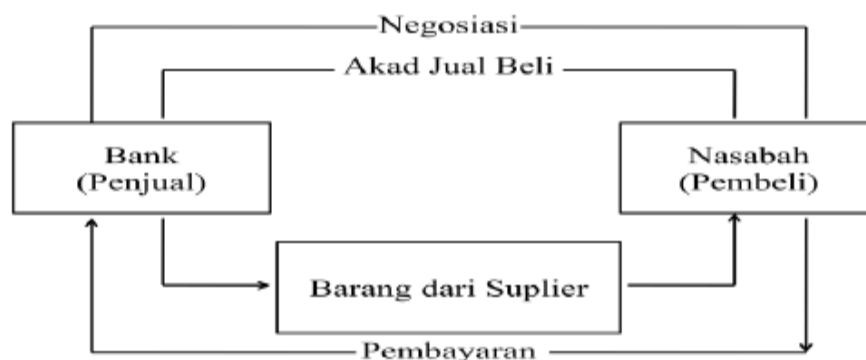 Negosiasi
Akad Jual Beli
Bank
(Penjual)
Nasabah
(Pembeli)
Barang dari Suplier
Pembayaran